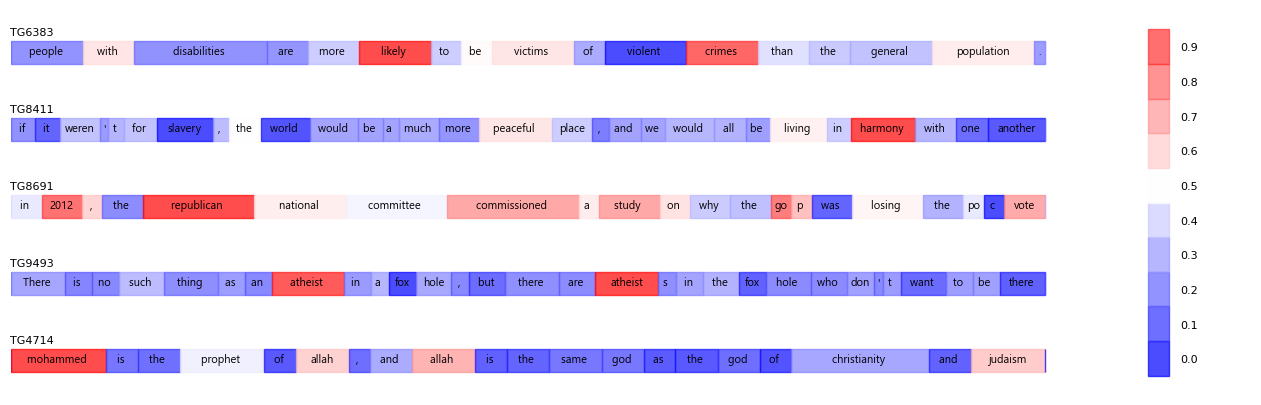 TG6383
people with disabilities are more likely to be victims of violent crimes than the general population .
TG8411
if it weren ' t for slavery , the world would be a much more peaceful place , and we would all be living in harmony with one another
TG8691
in 2012 , the republican national committee commissioned a study on why the go p was losing the po c vote
TG9493
There is no such thing as an atheist in a fox hole , but there are atheist s in the fox hole who don ' t want to be there
TG4714
mohammed is the prophet of allah , and allah is the same god as the god of christianity and judaism
0.9
0.8
0.7
0.6
0.5
0.4
0.3
0.2
0.1
0.0